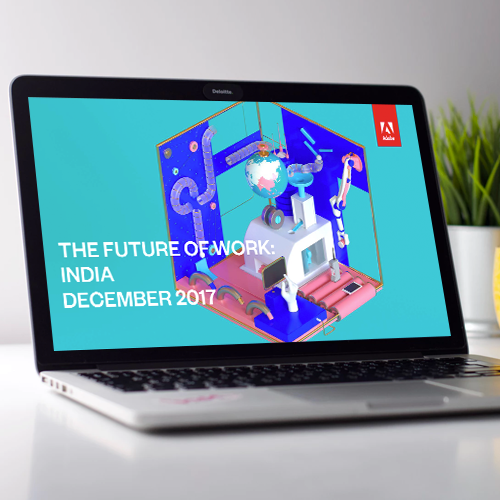 Deloitte.
Adobe
THE FUTURE OF WORK:
INDIA
DECEMBER 2017